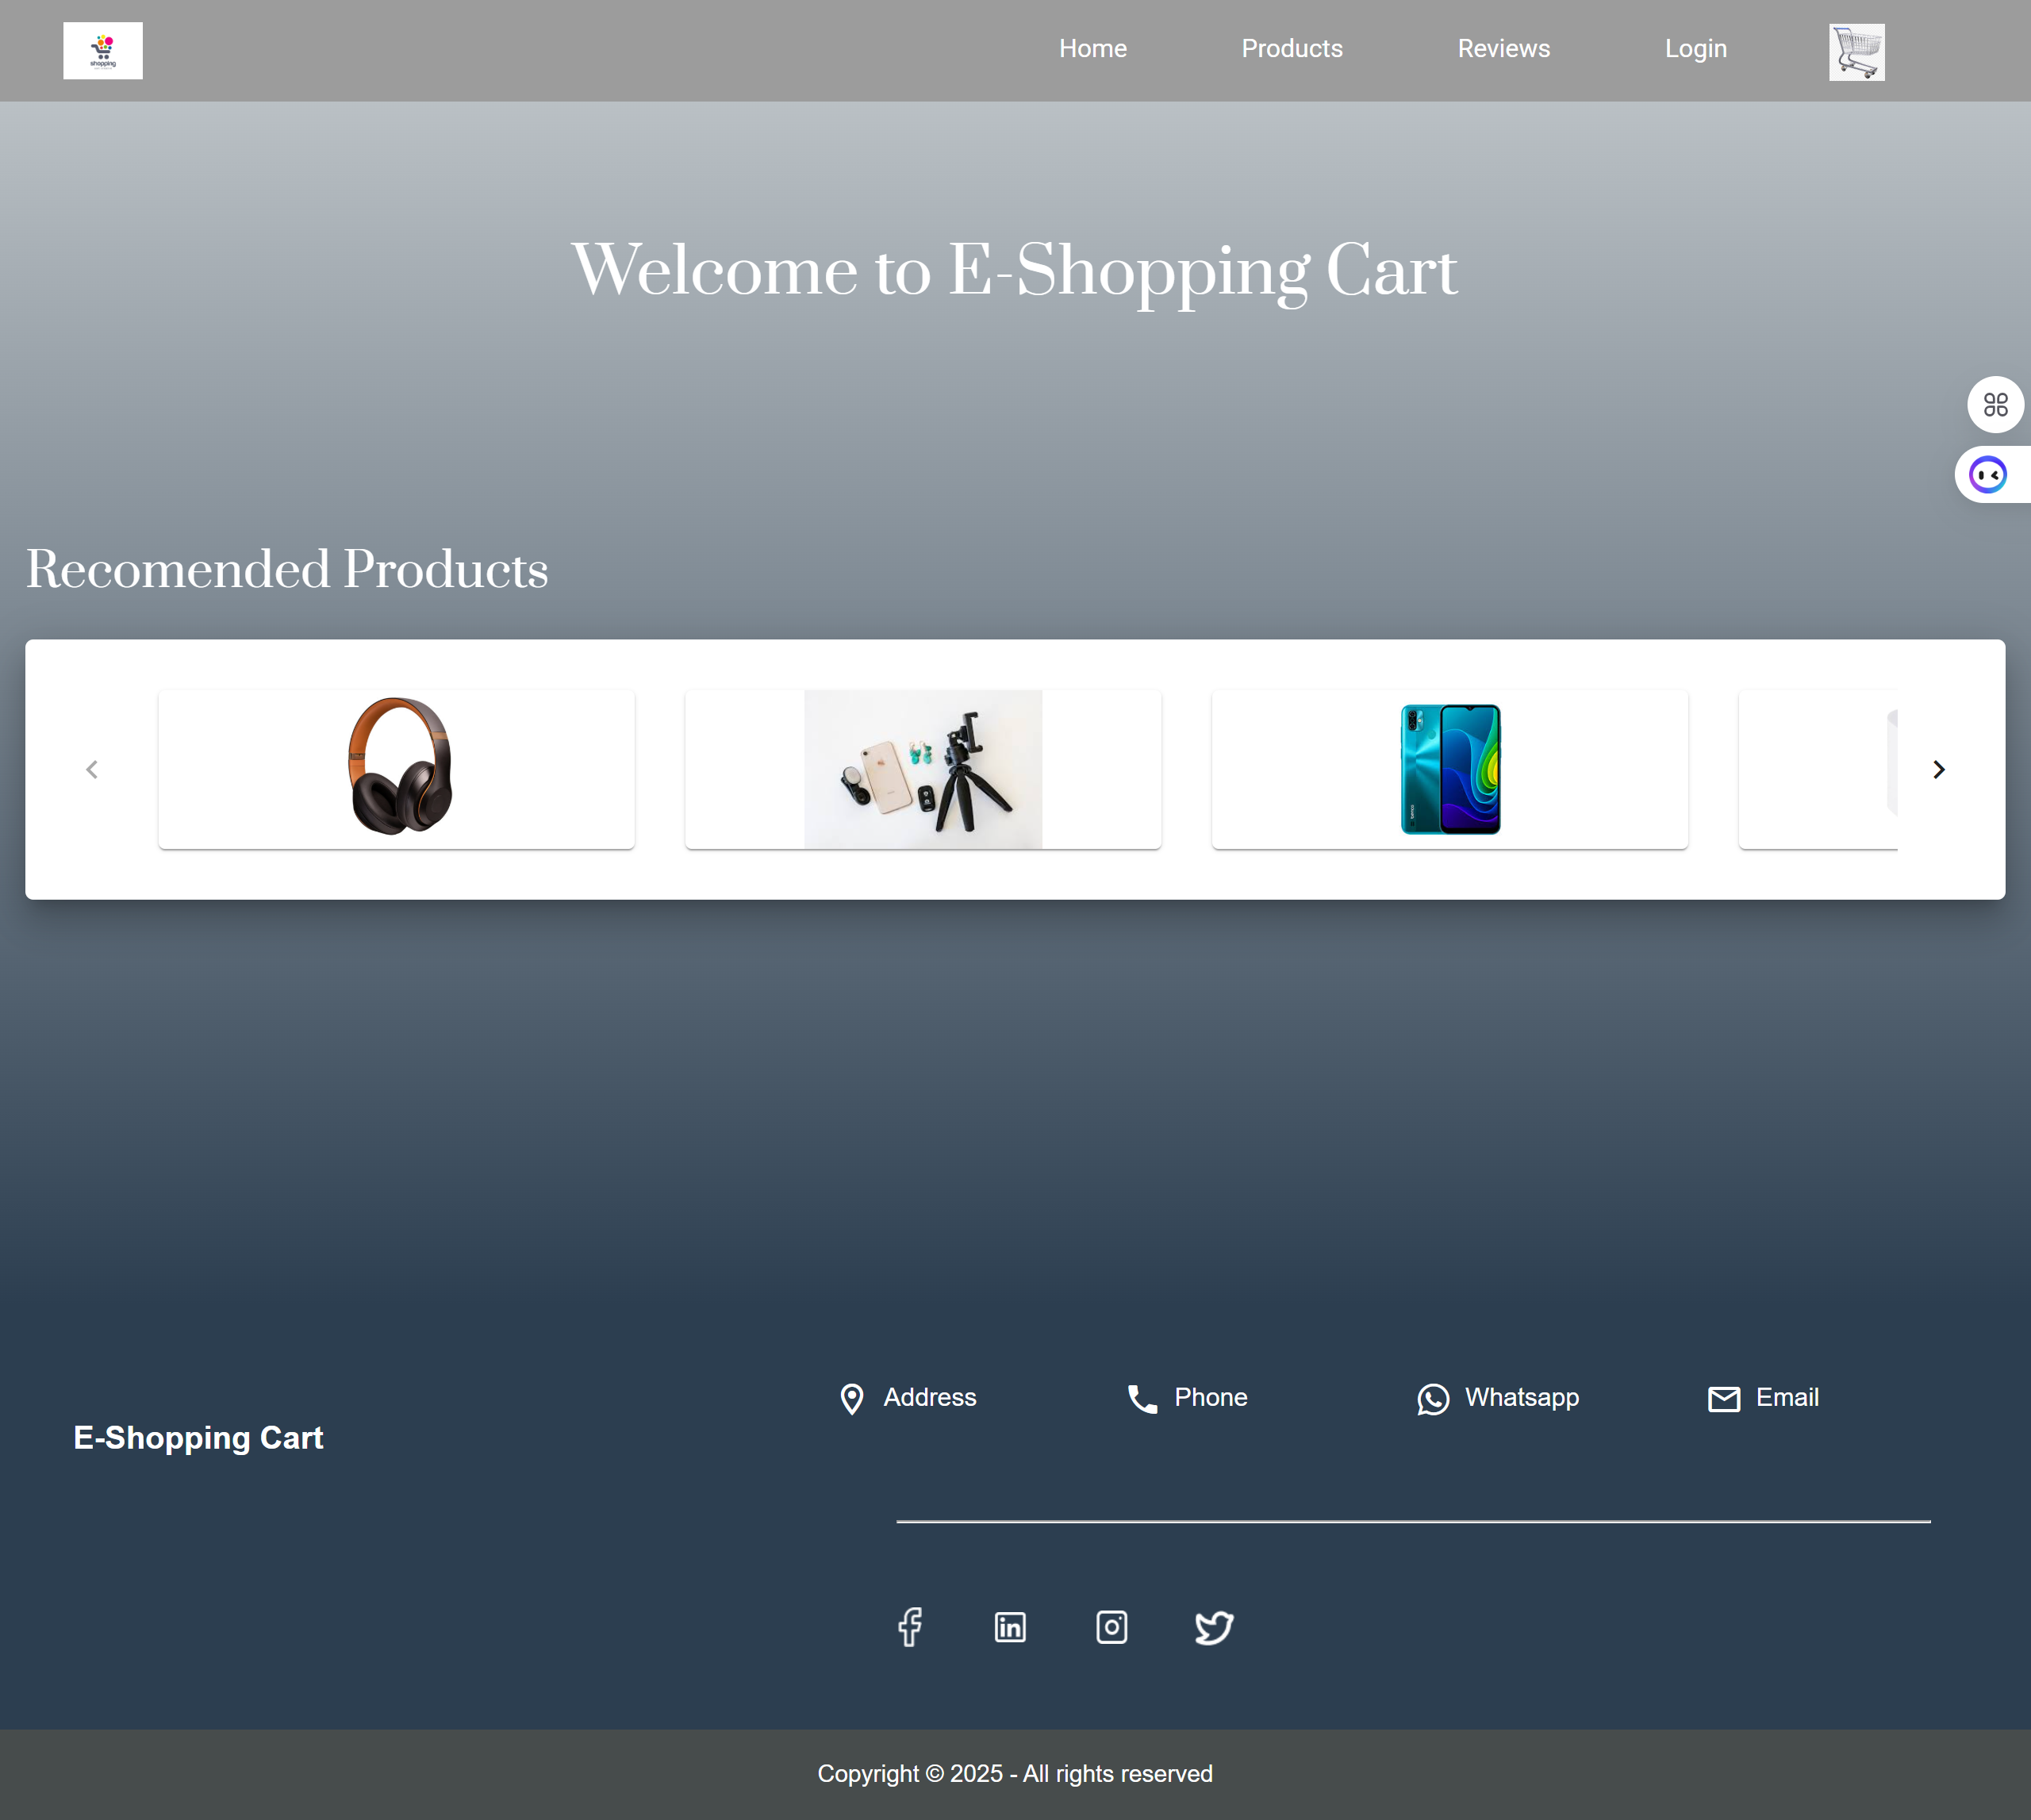 shopping
Home
Products
Reviews
Login
Welcome to E-Shopping Cart
Recomended Products
Address
Phone
Whatsapp
Email
E-Shopping Cart
in
Copyright © 2025 - All rights reserved